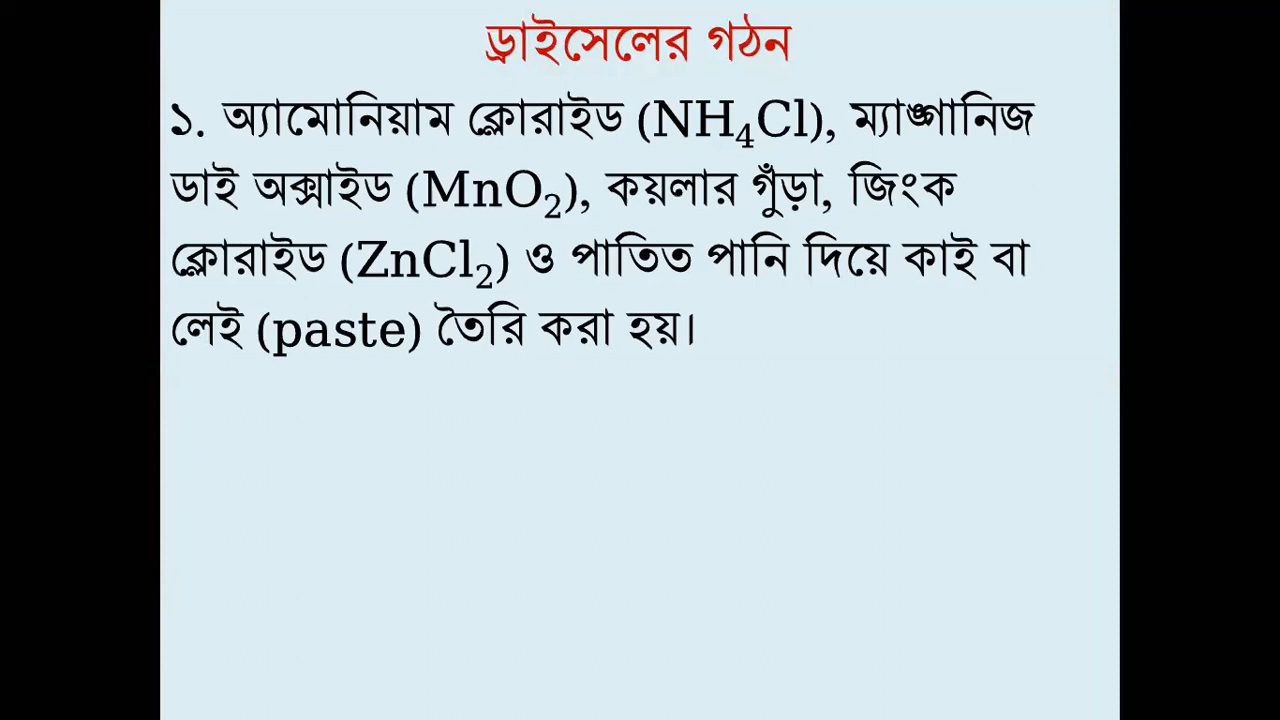 ড্রাইসেলের গঠন
১. অ্যামোনিয়াম ক্লোরাইড (NH₄Cl), ম্যাঙ্গানিজ
ডাই অক্সাইড (MnO₂), কয়লার গুঁড়া, জিংক
ক্লোরাইড (ZnCl₂) ও পাতিত পানি দিয়ে কাই বা
লেই (paste) তৈরি করা হয়।